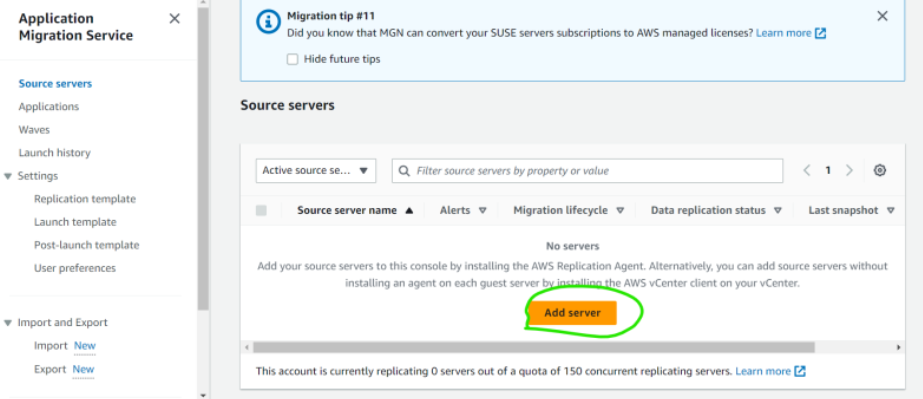 Application
Migration Service
Source servers
Applications
Waves
Launch history
Settings
Replication template
Launch template
Post-launch template
User preferences
Import and Export
Import New
Export New
Migration tip #11
Did you know that MGN can convert your SUSE servers subscriptions to AWS managed licenses? Learn more
Hide future tips
Source servers
Active source se...
Filter source servers by property or value
1
Source server name Alerts Migration lifecycle Data replication status Last snapshot
No servers
Add your source servers to this console by installing the AWS Replication Agent. Alternatively, you can add source servers without
installing an agent on each guest server by installing the AWS vCenter client on your vCenter.
Add server
This account is currently replicating 0 servers out of a quota of 150 concurrent replicating servers. Learn more